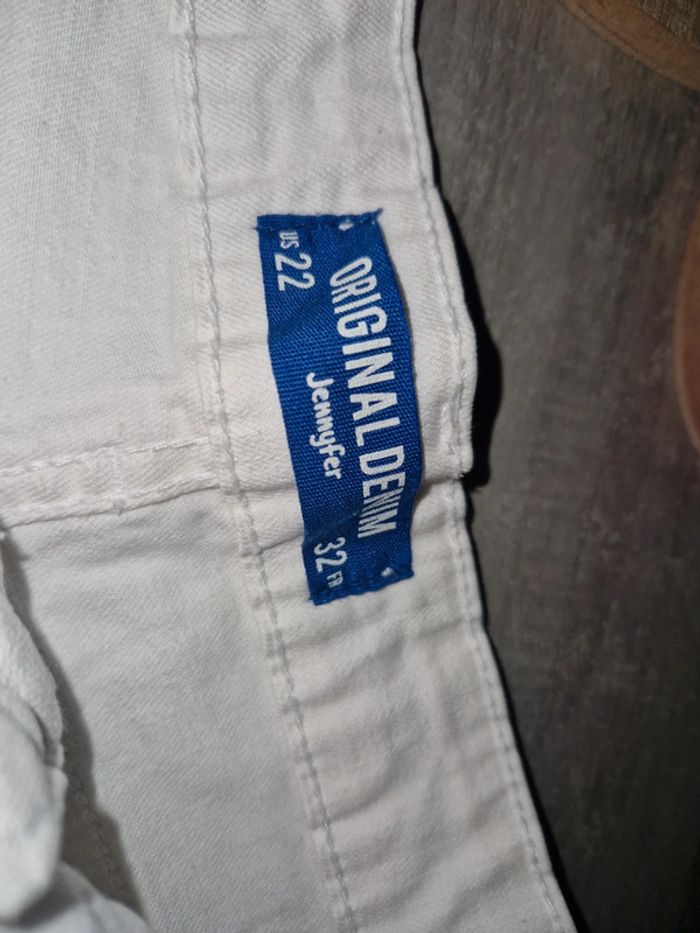 ORIGINAL DENIM
Jennyfer
US 22
32 FR